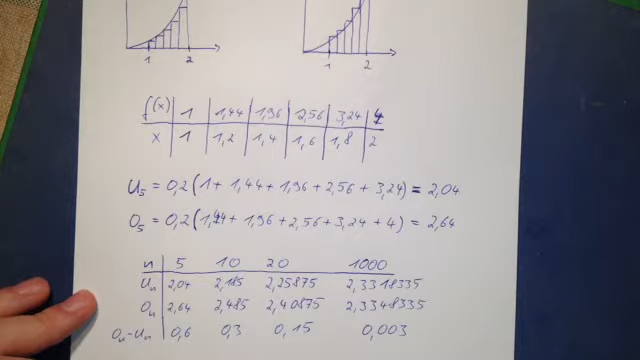 1 2
1 2
f(x) 1 1,44 1,96 2,56 3,24 4
x 1 1,2 1,4 1,6 1,8 2
U₅ = 0,2(1 + 1,44 + 1,96 + 2,56 + 3,24) = 2,04
O₅ = 0,2(1,44 + 1,96 + 2,56 + 3,24 + 4) = 2,64
n 5 10 20 1000
Uₙ 2,04 2,185 2,25875 2,3318335
Oₙ 2,64 2,485 2,40875 2,3348335
Oₙ-Uₙ 0,6 0,3 0,15 0,003